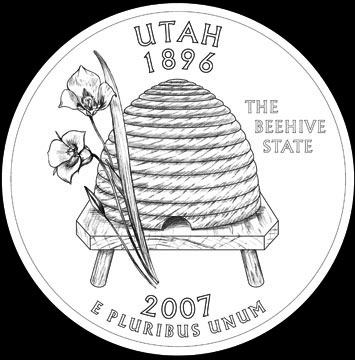 UTAH
1896
THE
BEEHIVE
STATE
2007
E PLURIBUS UNUM